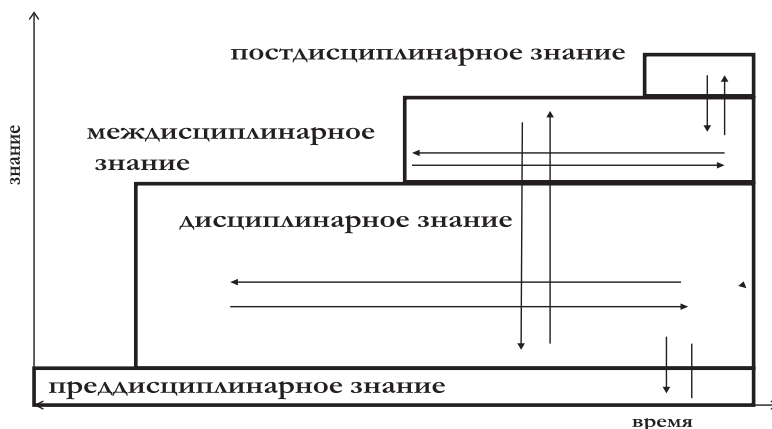 постдисциплинарное знание
междисциплинарное
знание
знание
дисциплинарное знание
преддисциплинарное знание
время